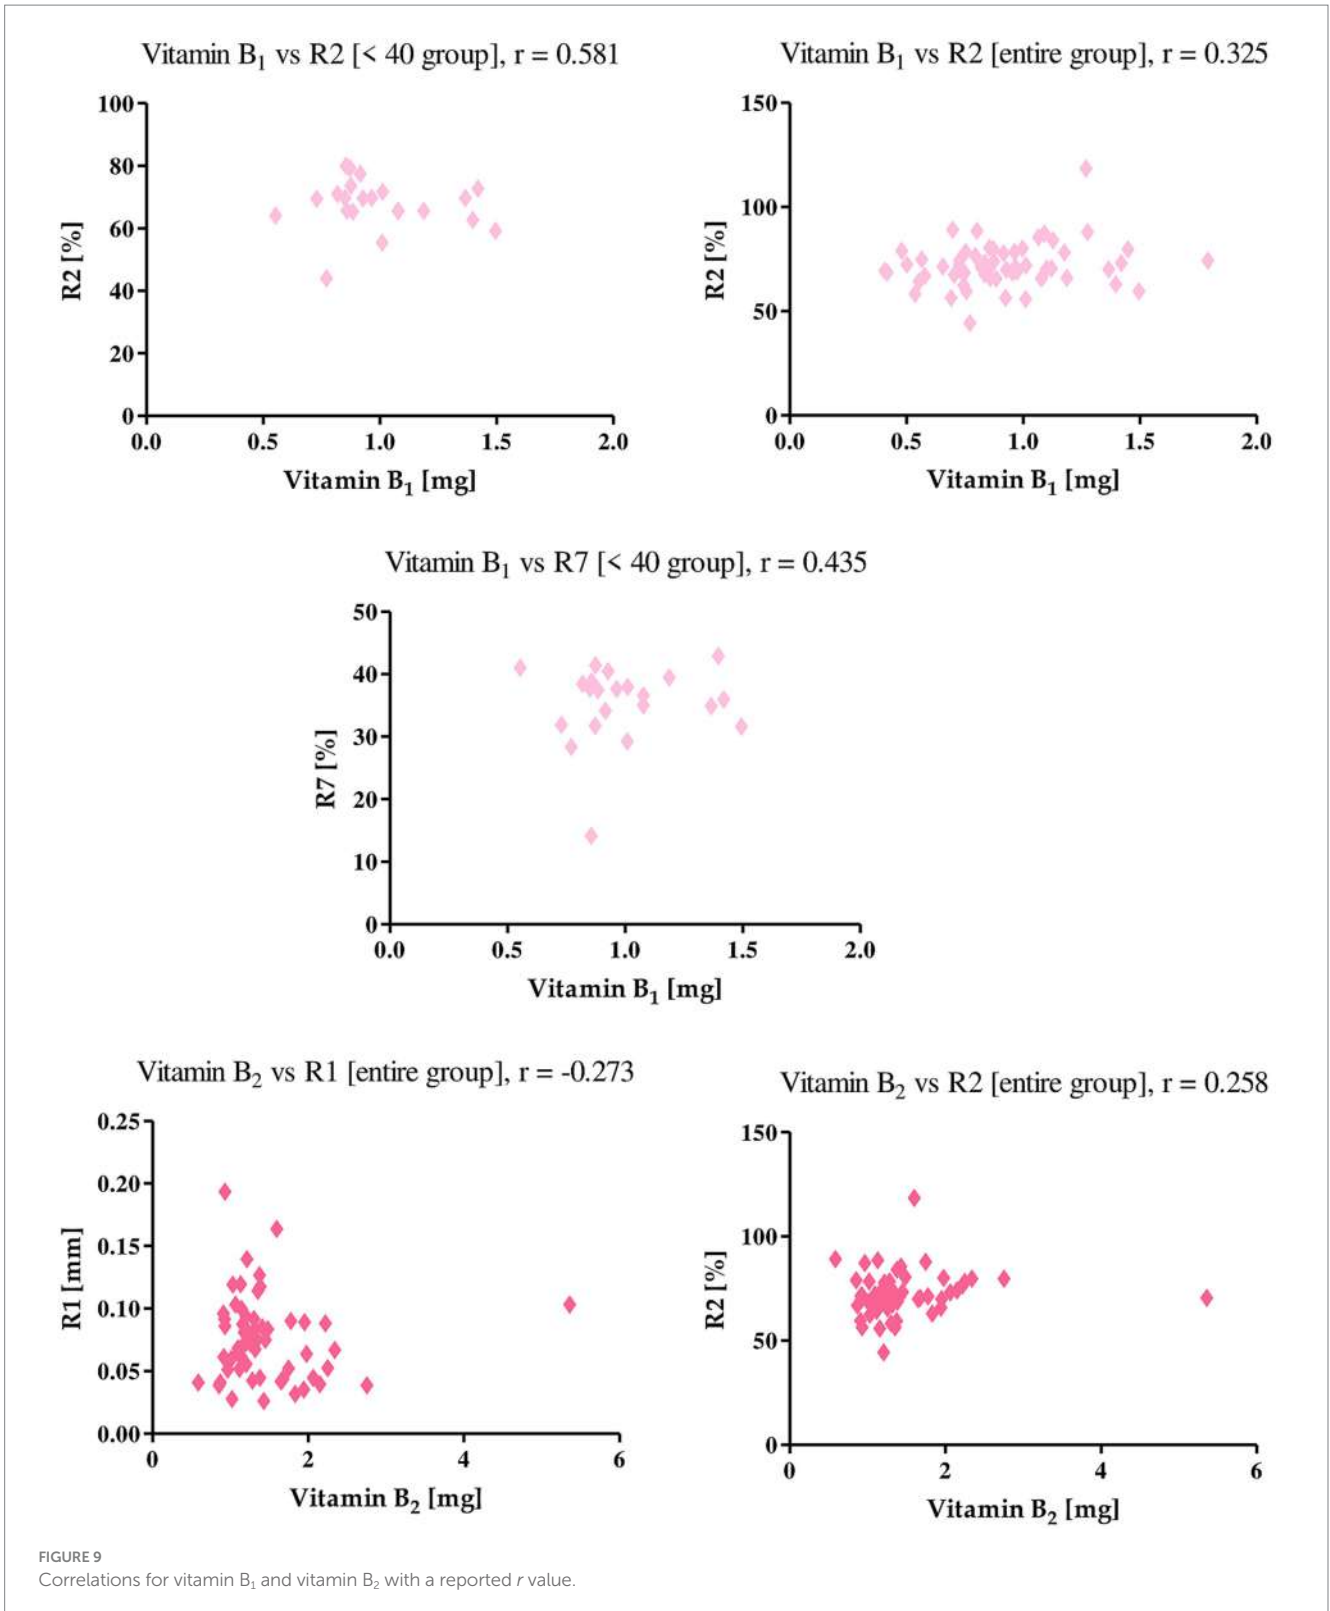 Vitamin B₁ vs R2 [< 40 group], r = 0.581
100
80
60
40
20
0
R2 [%]
0.0 0.5 1.0 1.5 2.0
Vitamin B₁ [mg]
Vitamin B₁ vs R2 [entire group], r = 0.325
150
100
50
0
R2 [%]
0.0 0.5 1.0 1.5 2.0
Vitamin B₁ [mg]
Vitamin B₁ vs R7 [< 40 group], r = 0.435
50
40
30
20
10
0
R7 [%]
0.0 0.5 1.0 1.5 2.0
Vitamin B₁ [mg]
Vitamin B₂ vs R1 [entire group], r = -0.273
0.25
0.20
0.15
0.10
0.05
0.00
R1 [mm]
0 2 4 6
Vitamin B₂ [mg]
Vitamin B₂ vs R2 [entire group], r = 0.258
150
100
50
0
R2 [%]
0 2 4 6
Vitamin B₂ [mg]
FIGURE 9
Correlations for vitamin B₁ and vitamin B₂ with a reported r value.